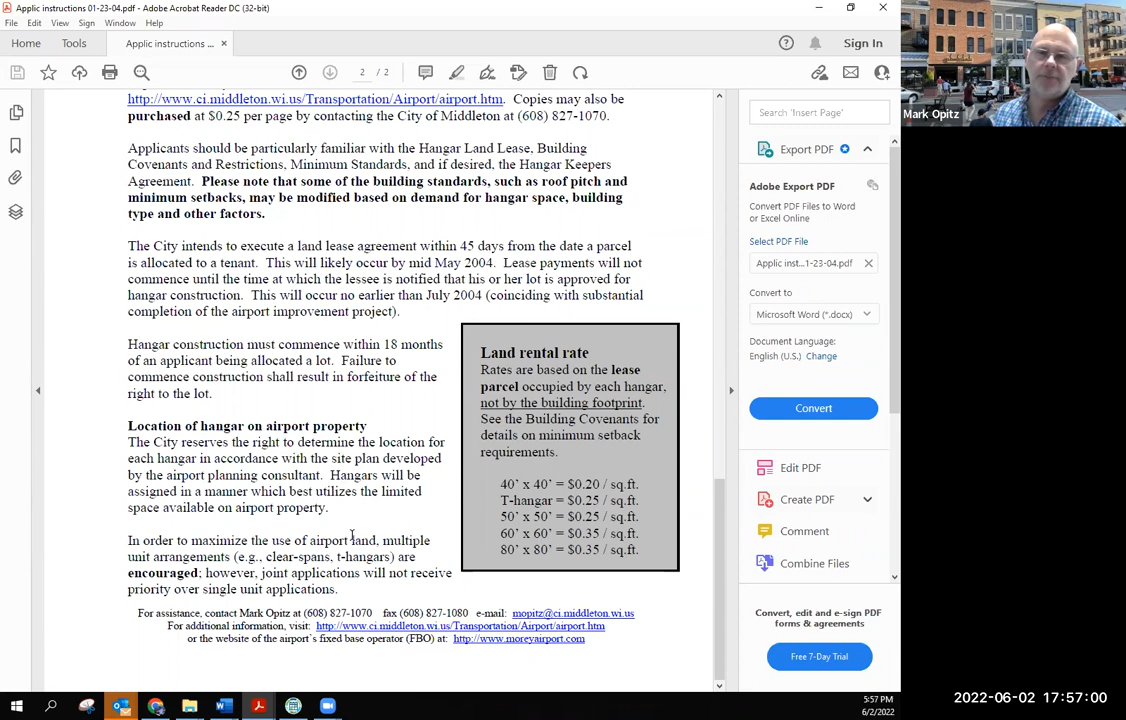 Applic instructions 01-23-04.pdf - Adobe Acrobat Reader DC (32-bit)
File Edit View Sign Window Help
Home Tools Applic instructions ... × Sign In
2 / 2
http://www.ci.middleton.wi.us/Transportation/Airport/airport.htm. Copies may also be
purchased at $0.25 per page by contacting the City of Middleton at (608) 827-1070.
Applicants should be particularly familiar with the Hangar Land Lease, Building
Covenants and Restrictions, Minimum Standards, and if desired, the Hangar Keepers
Agreement. Please note that some of the building standards, such as roof pitch and
minimum setbacks, may be modified based on demand for hangar space, building
type and other factors.
The City intends to execute a land lease agreement within 45 days from the date a parcel
is allocated to a tenant. This will likely occur by mid May 2004. Lease payments will not
commence until the time at which the lessee is notified that his or her lot is approved for
hangar construction. This will occur no earlier than July 2004 (coinciding with substantial
completion of the airport improvement project).
Hangar construction must commence within 18 months
of an applicant being allocated a lot. Failure to
commence construction shall result in forfeiture of the
right to the lot.
Location of hangar on airport property
The City reserves the right to determine the location for
each hangar in accordance with the site plan developed
by the airport planning consultant. Hangars will be
assigned in a manner which best utilizes the limited
space available on airport property.
In order to maximize the use of airport land, multiple
unit arrangements (e.g., clear-spans, t-hangars) are
encouraged; however, joint applications will not receive
priority over single unit applications.
Land rental rate
Rates are based on the lease
parcel occupied by each hangar,
not by the building footprint.
See the Building Covenants for
details on minimum setback
requirements.
40' x 40' = $0.20 / sq.ft.
T-hangar = $0.25 / sq.ft.
50' x 50' = $0.25 / sq.ft.
60' x 60' = $0.35 / sq.ft.
80' x 80' = $0.35 / sq.ft.
For assistance, contact Mark Opitz at (608) 827-1070 fax (608) 827-1080 e-mail: mopitz@ci.middleton.wi.us
For additional information, visit: http://www.ci.middleton.wi.us/Transportation/Airport/airport.htm
or the website of the airport's fixed base operator (FBO) at: http://www.moreyairport.com
Search 'Insert Page'
Export PDF
Adobe Export PDF
Convert PDF Files to Word
or Excel Online
Select PDF File
Applic inst...1-23-04.pdf
Convert to
Microsoft Word (*.docx)
Document Language:
English (U.S.) Change
Convert
Edit PDF
Create PDF
Comment
Combine Files
Convert, edit and e-sign PDF
forms & agreements
Free 7-Day Trial
Mark Opitz
5:57 PM
6/2/2022
2022-06-02 17:57:00